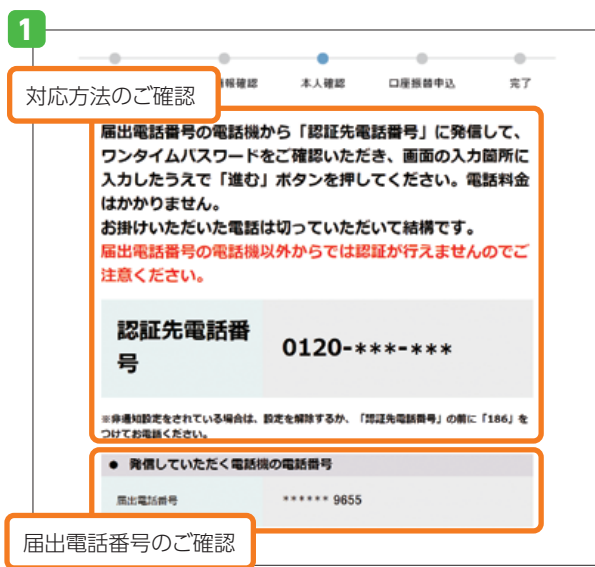 1
報確認
本人確認
口座振替申込
完了
対応方法のご確認
届出電話番号の電話機から「認証先電話番号」に発信して、
ワンタイムパスワードをご確認いただき、画面の入力箇所に
入力したうえで「進む」ボタンを押してください。電話料金
はかかりません。
お掛けいただいた電話は切っていただいて結構です。
届出電話番号の電話機以外からでは認証が行えませんのでご
注意ください。
認証先電話番
号
0120-***-***
※非通知設定をされている場合は、設定を解除するか、「認証先電話番号」の前に「186」を
つけてお電話ください。
● 発信していただく電話機の電話番号
届出電話番号
****** 9655
届出電話番号のご確認